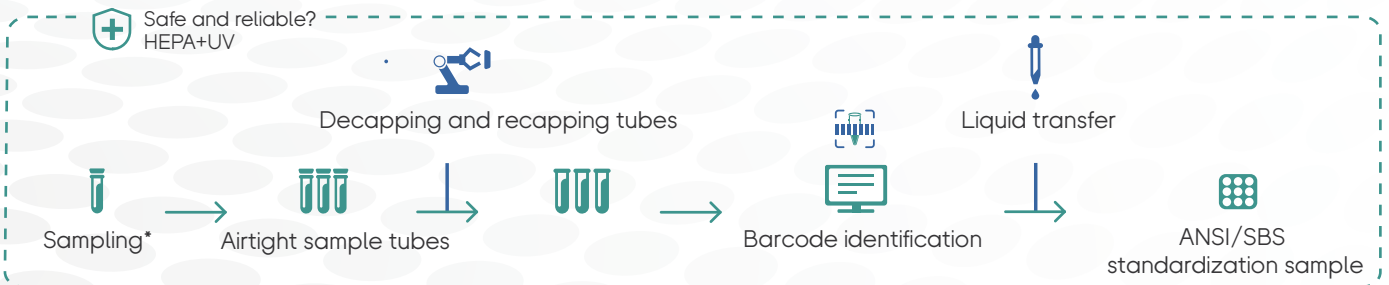 Safe and reliable?
HEPA+UV
Decapping and recapping tubes
Liquid transfer
Sampling*
Airtight sample tubes
Barcode identification
ANSI/SBS
standardization sample